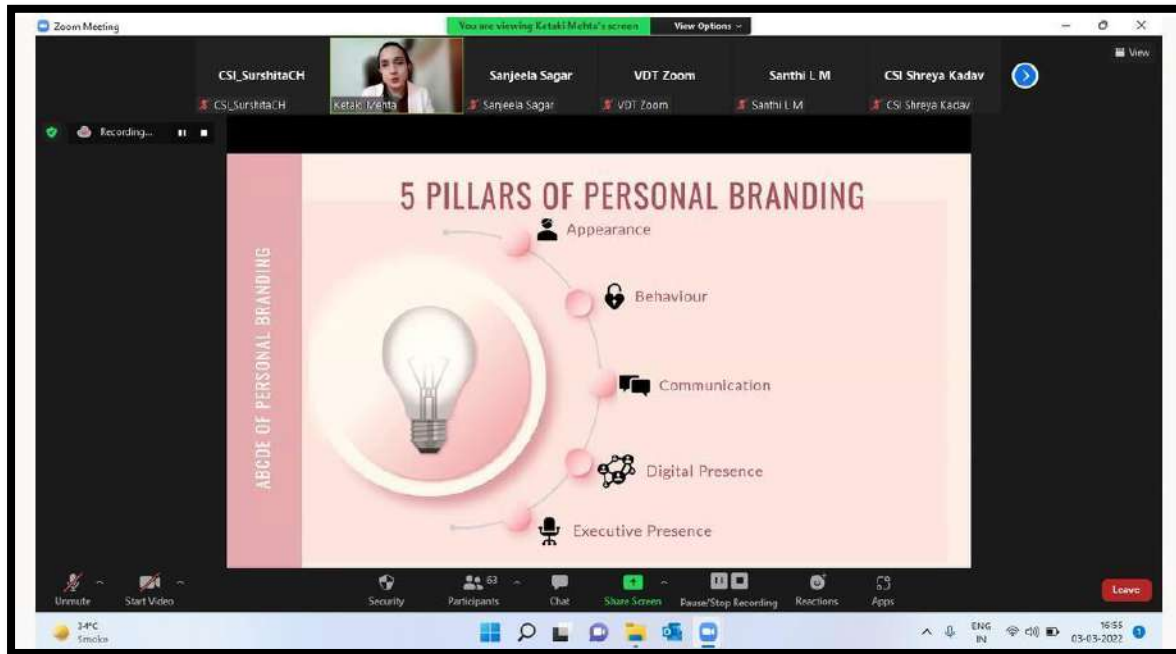 Zoom Meeting
You are viewing Ketaki Mehta's screen
View Options
View
CSI_SurshitaCH
Sanjeela Sagar
VDT Zoom
Santhi L M
CSI Shreya Kadav
CSI_SurshitaCH
Ketaki Mehta
Sanjeela Sagar
VDT Zoom
Santhi L M
CSI Shreya Kadav
Recording...
5 PILLARS OF PERSONAL BRANDING
ABCDE OF PERSONAL BRANDING
Appearance
Behaviour
Communication
Digital Presence
Executive Presence
Unmute
Start Video
Security
Participants
63
Chat
Share Screen
Pause/Stop Recording
Reactions
Apps
Leave
34°C
Smoke
ENG
IN
16:55
03-03-2022
1